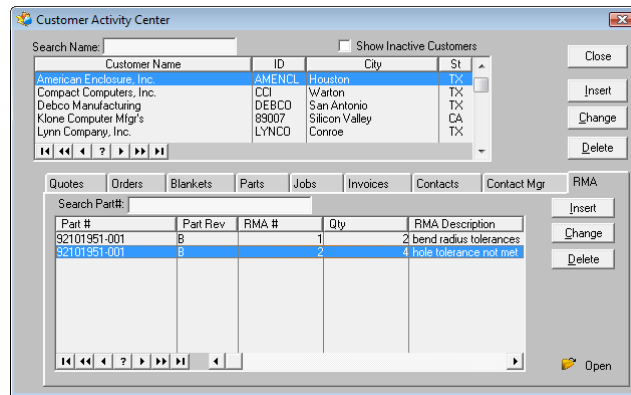 Customer Activity Center
Search Name: Show Inactive Customers
Close
Customer Name ID City St
American Enclosure, Inc. AMENCL Houston TX
Compact Computers, Inc. CCI Warton TX
Insert
Debco Manufacturing DEBCO San Antonio TX
Klone Computer Mfgr's 89007 Silicon Valley CA
Change
Lynn Company, Inc. LYNCO Conroe TX
?
Delete
Quotes Orders Blankets Parts Jobs Invoices Contacts Contact Mgr RMA
Search Part#:
Insert
Part # Part Rev RMA # Qty RMA Description
Change
92101951-001 B 1 2 bend radius tolerances
92101951-001 B 2 4 hole tolerance not met
Delete
?
Open